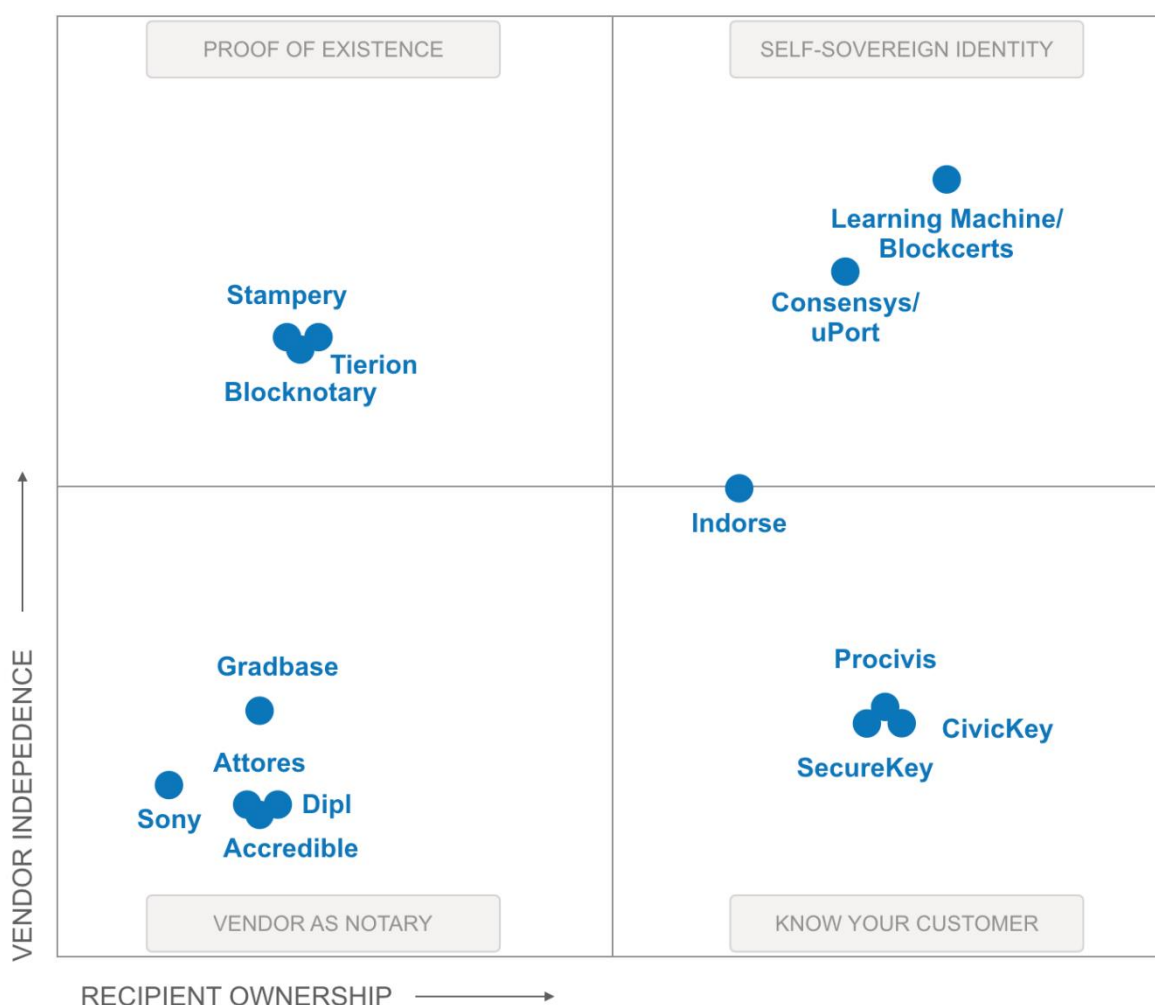 PROOF OF EXISTENCE
SELF-SOVEREIGN IDENTITY
Learning Machine/
Blockcerts
Consensys/
uPort
Stampery
Tierion
Blocknotary
Indorse
Gradbase
Attores
Sony
Dipl
Accredible
Procivis
CivicKey
SecureKey
VENDOR AS NOTARY
KNOW YOUR CUSTOMER
VENDOR INDEPEDENCE
RECIPIENT OWNERSHIP